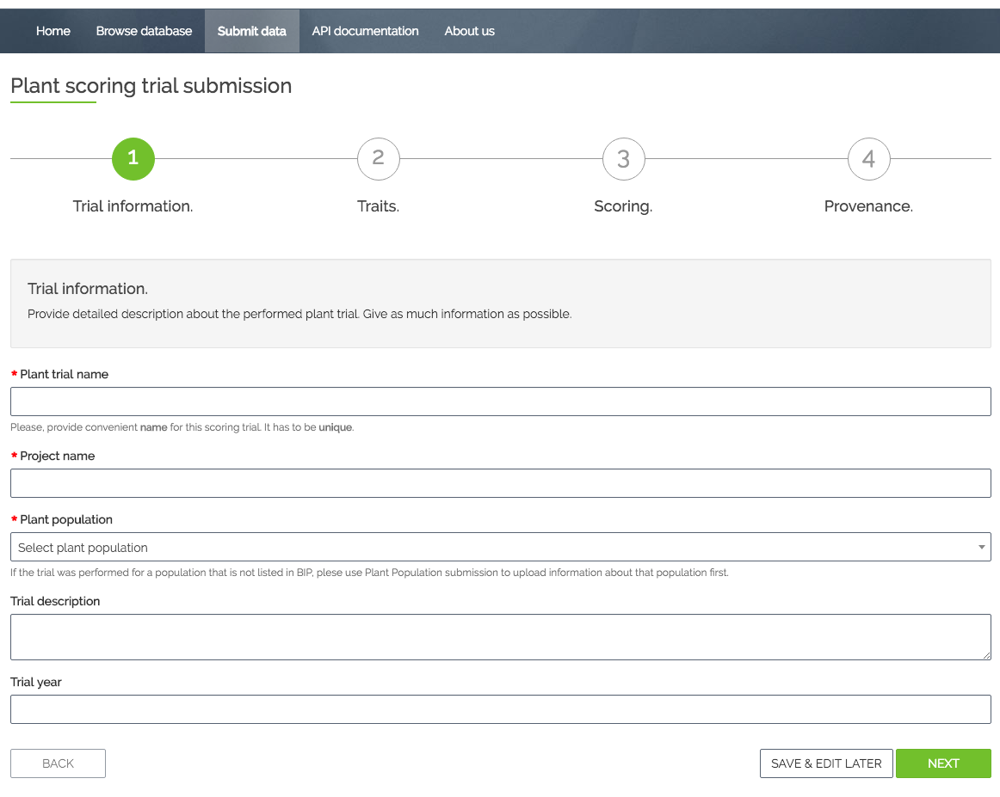 Home Browse database Submit data API documentation About us
Plant scoring trial submission
1 2 3 4
Trial information. Traits. Scoring. Provenance.
Trial information.
Provide detailed description about the performed plant trial. Give as much information as possible.
* Plant trial name
Please, provide convenient name for this scoring trial. It has to be unique.
* Project name
* Plant population
Select plant population
If the trial was performed for a population that is not listed in BIP, plese use Plant Population submission to upload information about that population first.
Trial description
Trial year
BACK SAVE & EDIT LATER NEXT